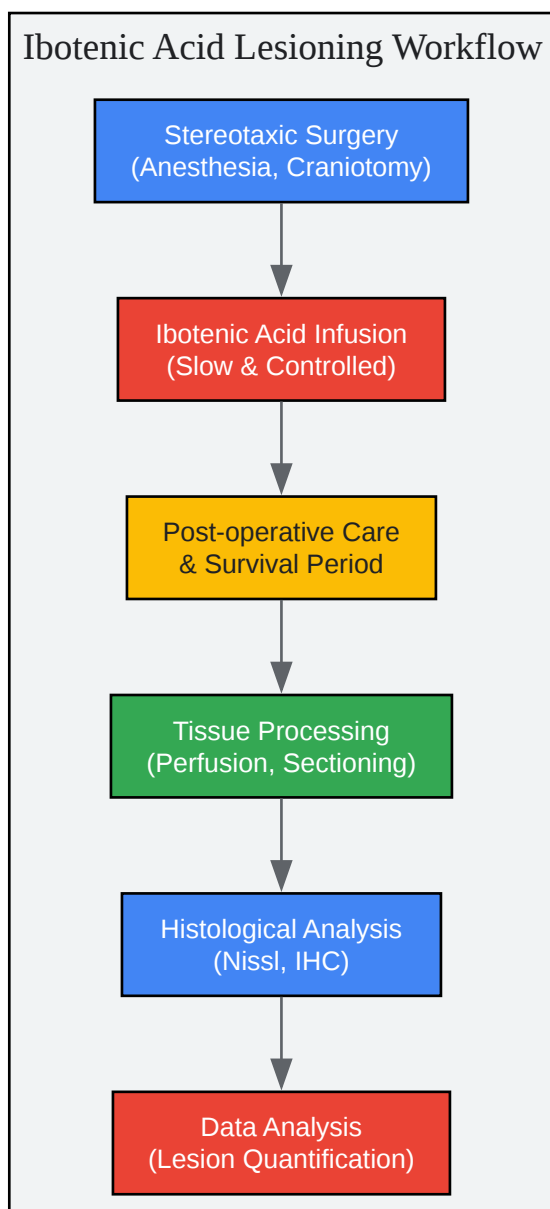 Ibotenic Acid Lesioning Workflow
Stereotaxic Surgery
(Anesthesia, Craniotomy)
Ibotenic Acid Infusion
(Slow & Controlled)
Post-operative Care
& Survival Period
Tissue Processing
(Perfusion, Sectioning)
Histological Analysis
(Nissl, IHC)
Data Analysis
(Lesion Quantification)